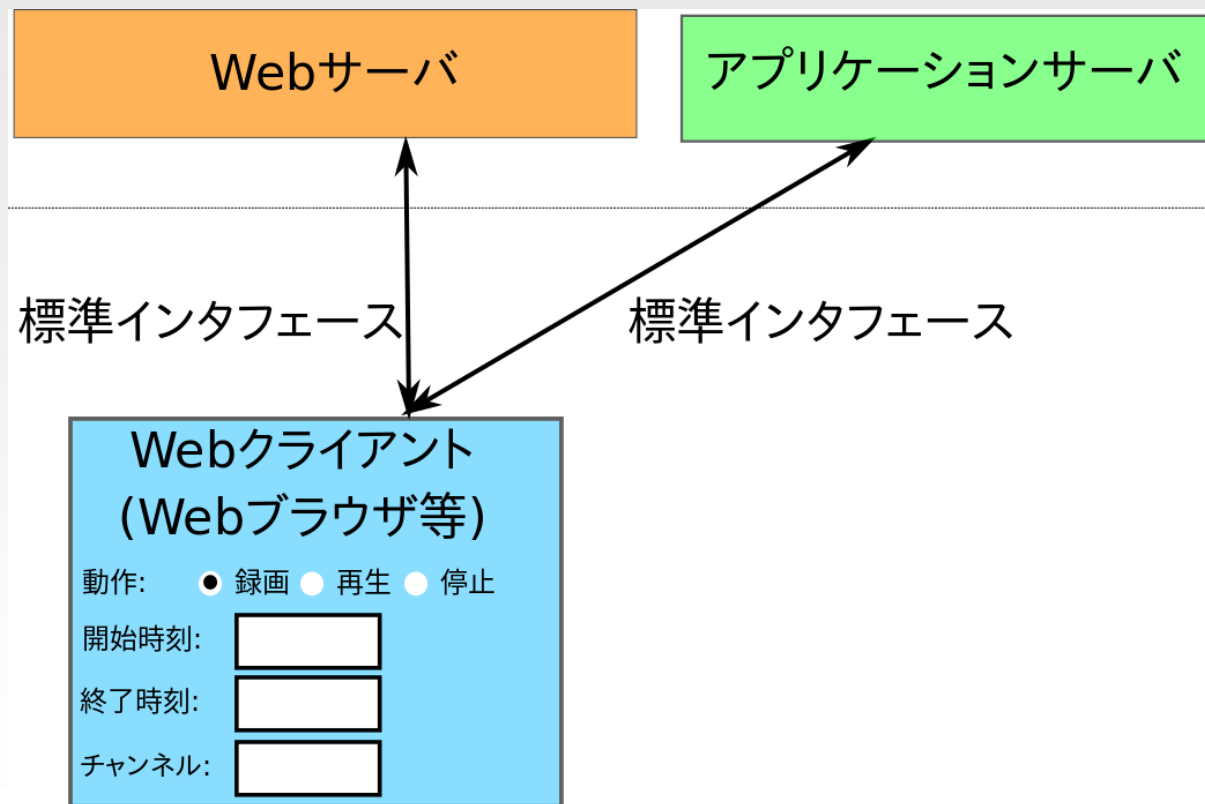 Webサーバ
アプリケーションサーバ
標準インタフェース
標準インタフェース
Webクライアント
(Webブラウザ等)
動作: 録画 再生 停止
開始時刻:
終了時刻:
チャンネル: